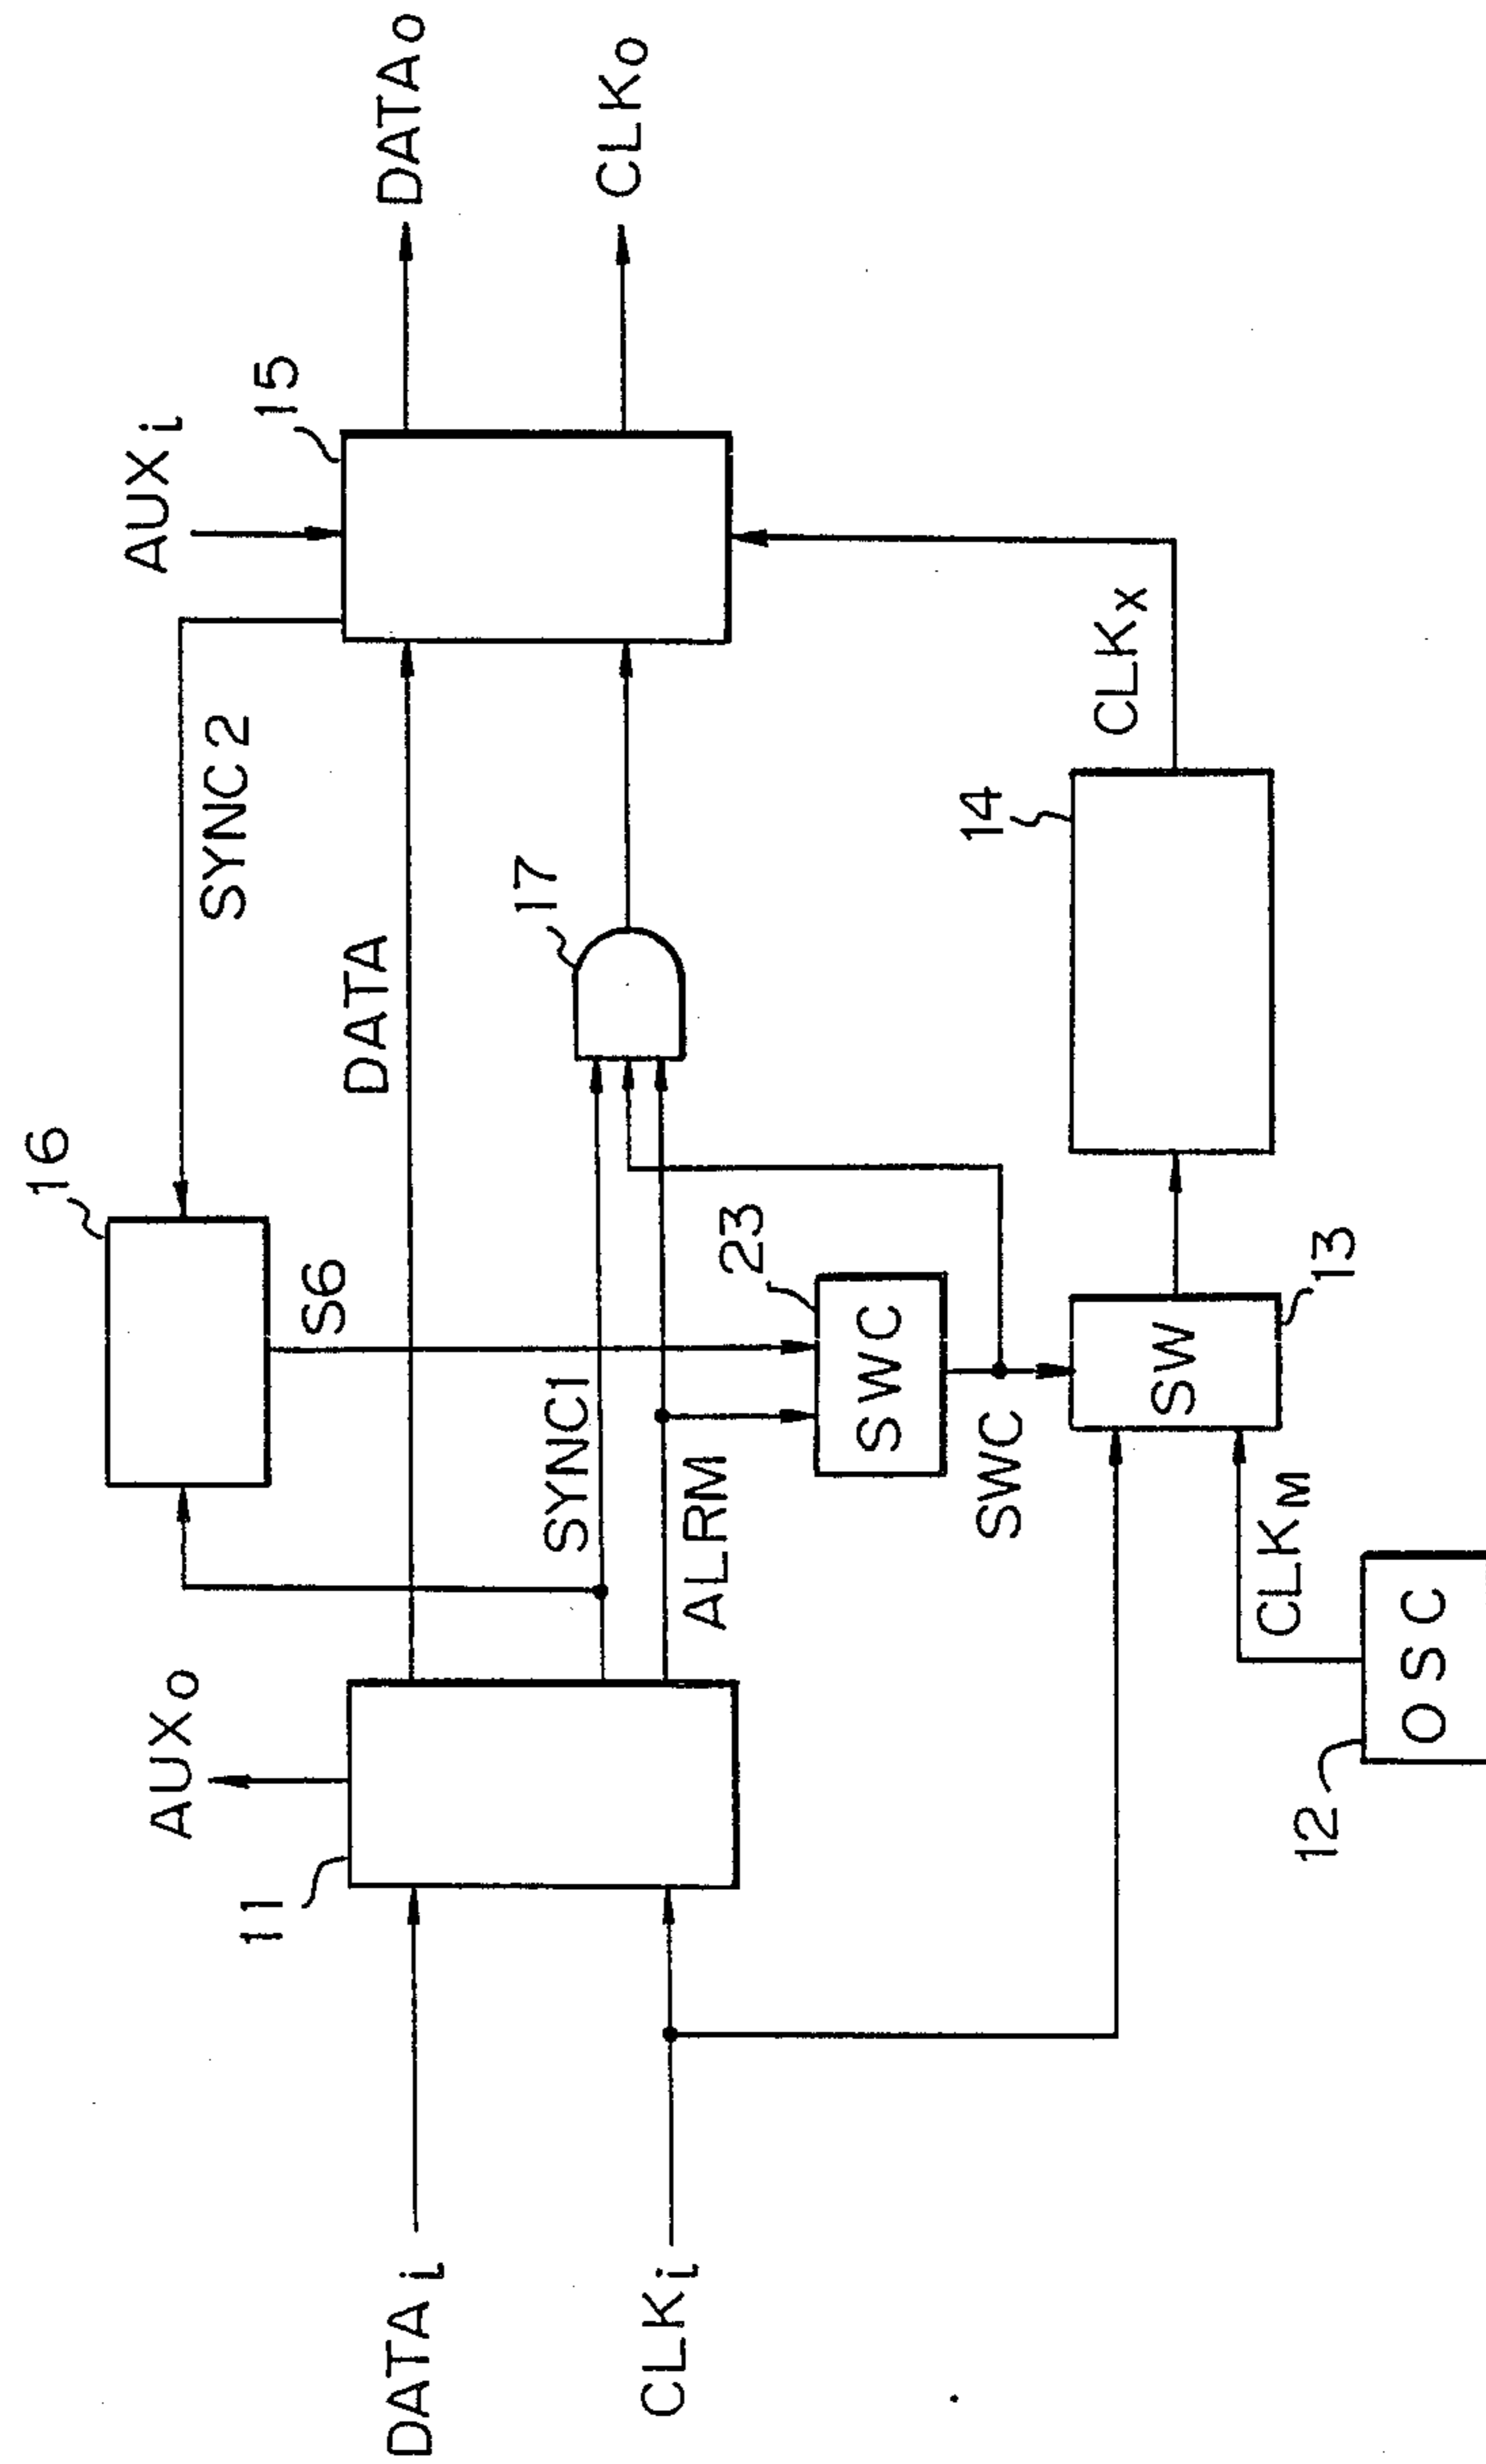 AUXo
AUXi
16
SYNC2
15
11
S6
DATA
DATAi
DATAo
SYNC1
17
CLKi
CLKo
ALRM
23
SWC
14
SWC
SW
CLKX
CLKM
13
12
OSC